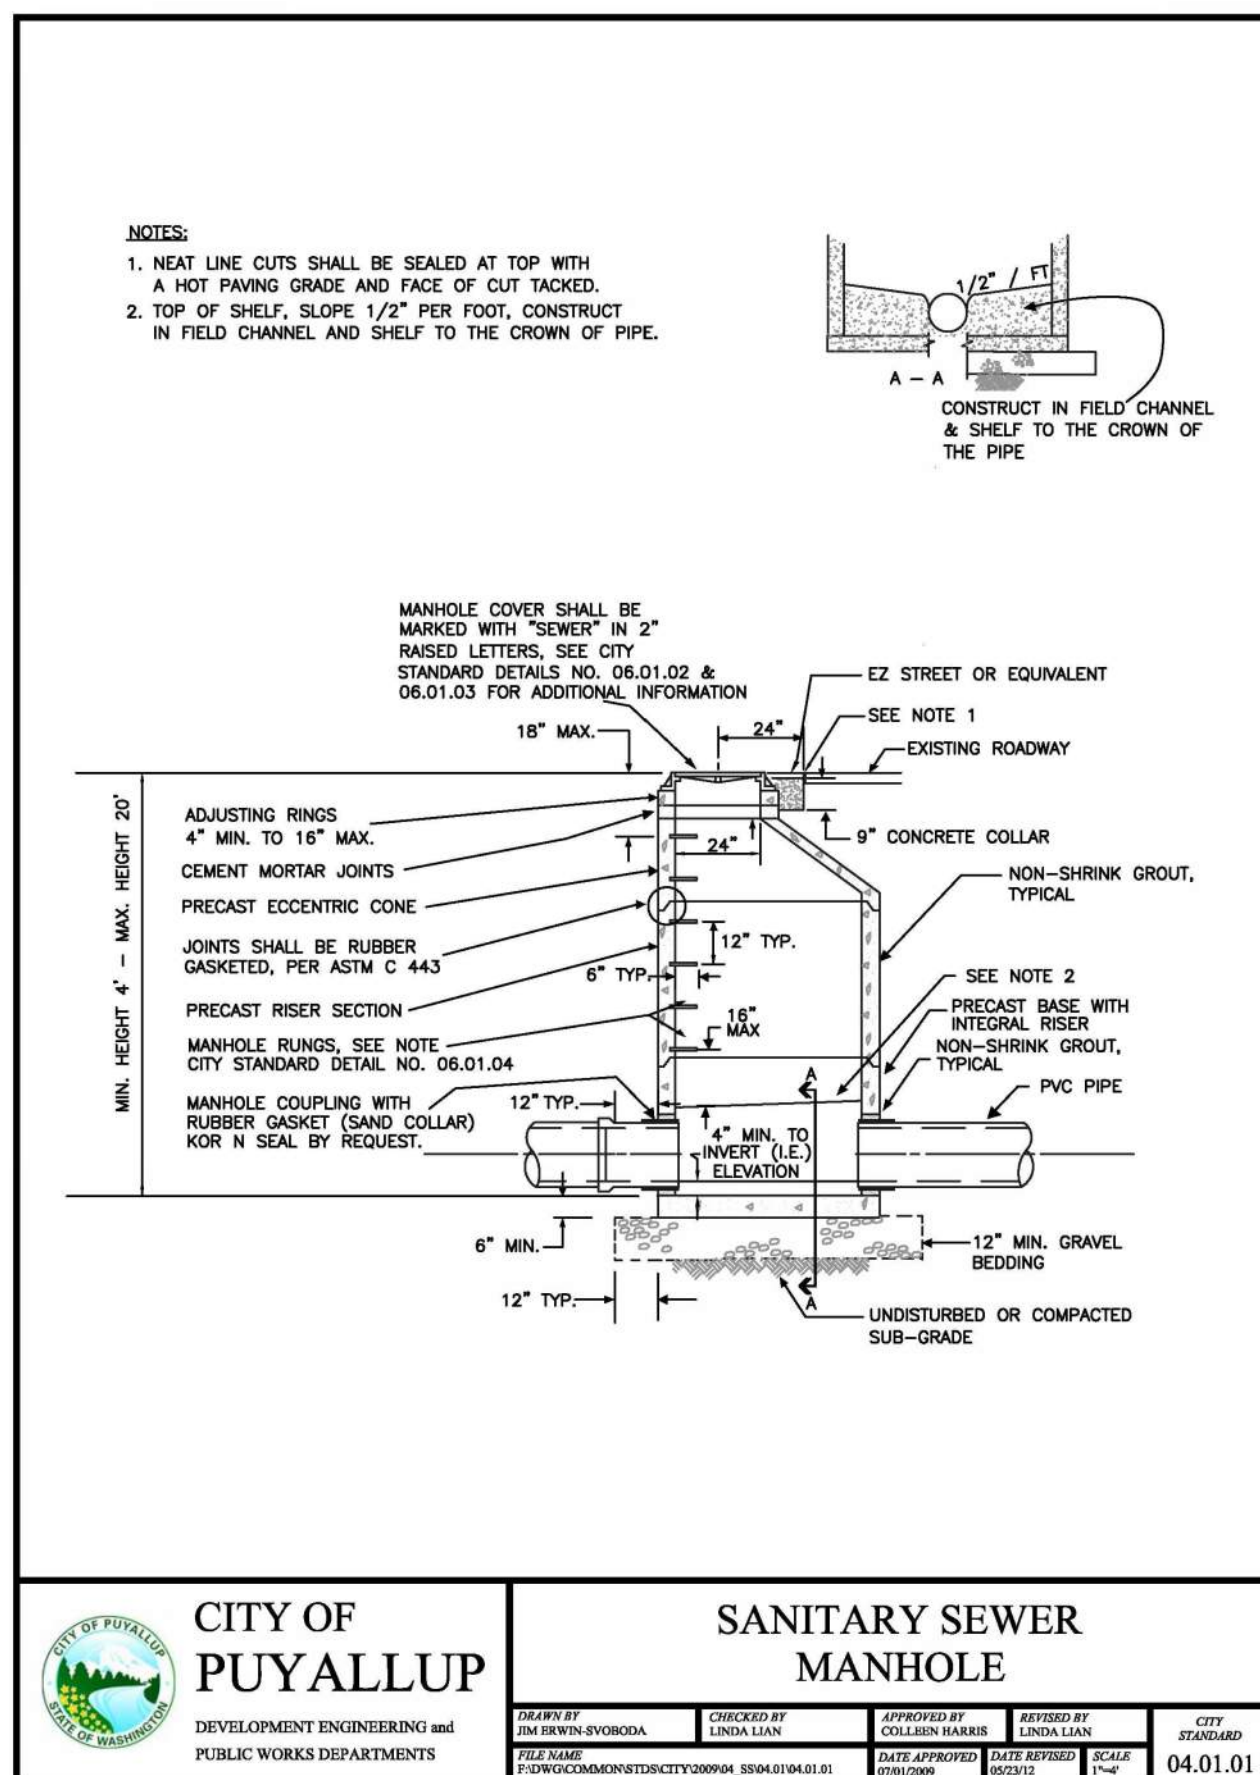 NOTES:
1. NEAT LINE CUTS SHALL BE SEALED AT TOP WITH
A HOT PAVING GRADE AND FACE OF CUT TACKED.
2. TOP OF SHELF, SLOPE 1/2" PER FOOT, CONSTRUCT
IN FIELD CHANNEL AND SHELF TO THE CROWN OF PIPE.
1/2" / FT
A – A
CONSTRUCT IN FIELD CHANNEL
& SHELF TO THE CROWN OF
THE PIPE
MANHOLE COVER SHALL BE
MARKED WITH "SEWER" IN 2"
RAISED LETTERS, SEE CITY
STANDARD DETAILS NO. 06.01.02 &
06.01.03 FOR ADDITIONAL INFORMATION
18" MAX.
24"
EZ STREET OR EQUIVALENT
SEE NOTE 1
EXISTING ROADWAY
MIN. HEIGHT 4' – MAX. HEIGHT 20'
ADJUSTING RINGS
4" MIN. TO 16" MAX.
CEMENT MORTAR JOINTS
PRECAST ECCENTRIC CONE
JOINTS SHALL BE RUBBER
GASKETED, PER ASTM C 443
PRECAST RISER SECTION
MANHOLE RUNGS, SEE NOTE
CITY STANDARD DETAIL NO. 06.01.04
MANHOLE COUPLING WITH
RUBBER GASKET (SAND COLLAR)
KOR N SEAL BY REQUEST.
24"
9" CONCRETE COLLAR
NON-SHRINK GROUT,
TYPICAL
12" TYP.
6" TYP.
16"
MAX
SEE NOTE 2
PRECAST BASE WITH
INTEGRAL RISER
NON-SHRINK GROUT,
TYPICAL
PVC PIPE
12" TYP.
A
4" MIN. TO
INVERT (I.E.)
ELEVATION
6" MIN.
12" MIN. GRAVEL
BEDDING
12" TYP.
A
UNDISTURBED OR COMPACTED
SUB-GRADE
CITY OF PUYALLUP
STATE OF WASHINGTON
CITY OF
PUYALLUP
DEVELOPMENT ENGINEERING and
PUBLIC WORKS DEPARTMENTS
SANITARY SEWER
MANHOLE
DRAWN BY
JIM ERWIN-SVOBODA
CHECKED BY
LINDA LIAN
APPROVED BY
COLLEEN HARRIS
REVISED BY
LINDA LIAN
CITY
STANDARD
04.01.01
FILE NAME
F:\DWG\COMMON\STDS\CITY\2009\04_SS\04.01\04.01.01
DATE APPROVED
07/01/2009
DATE REVISED
05/23/12
SCALE
1"=4'